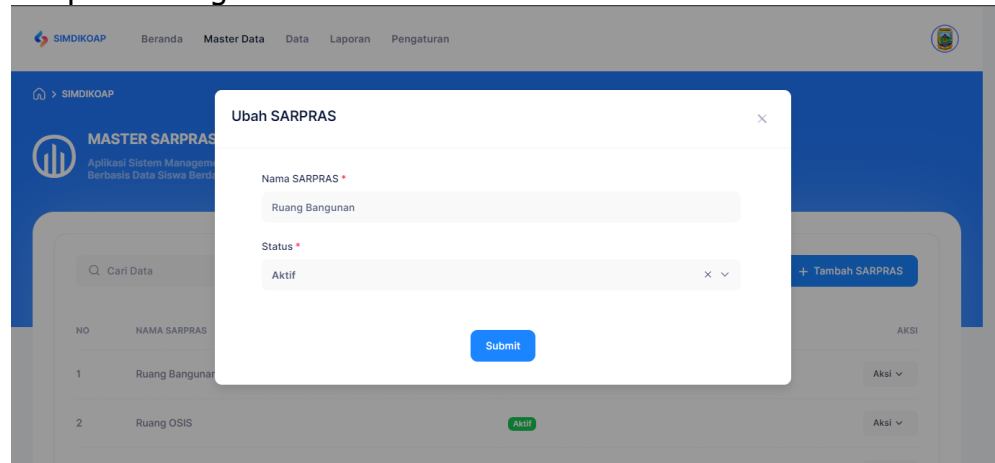 SIMDIKOAP Beranda Master Data Data Laporan Pengaturan
> SIMDIKOAP
Ubah SARPRAS
MASTER SARPRAS
Aplikasi Sistem
Berbasis Data Siswa
Nama SARPRAS *
Ruang Bangunan
Status *
Aktif
Cari Data
+ Tambah SARPRAS
Submit
NO NAMA SARPRAS AKSI
1 Ruang Bangunan Aksi
2 Ruang OSIS Aktif Aksi